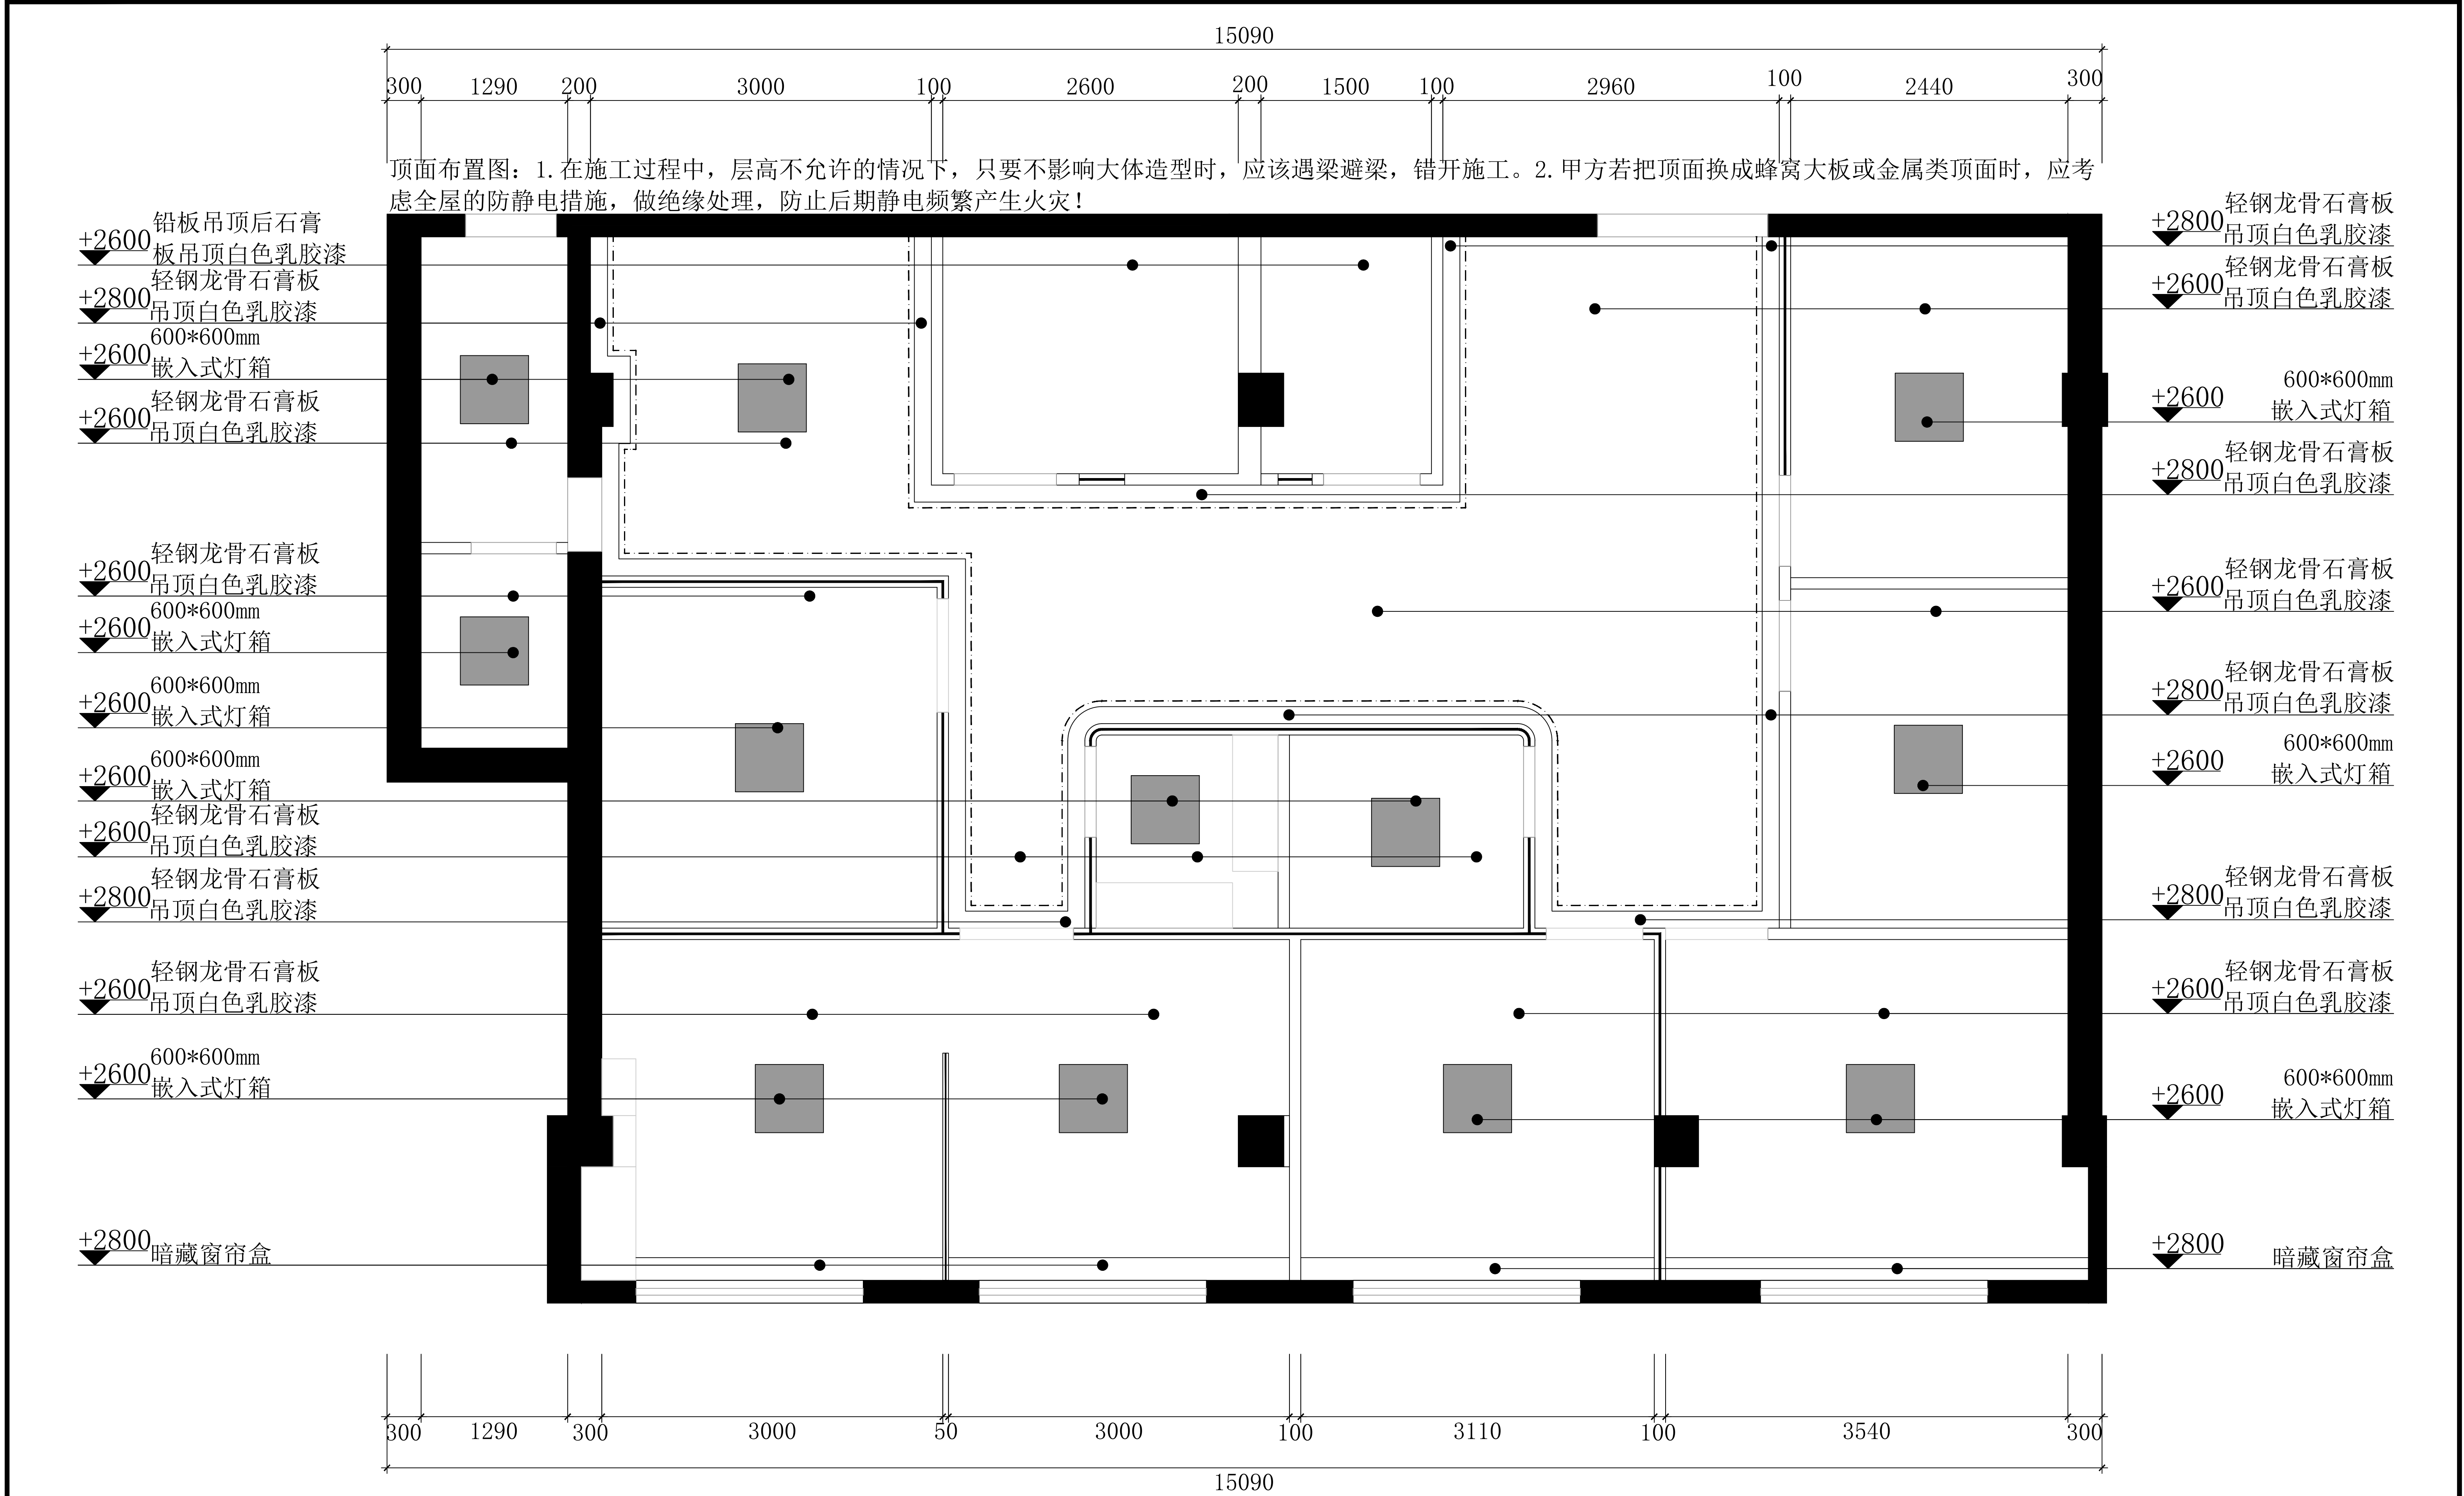 15090
300 1290 200 3000 100 2600 200 1500 100 2960 100 2440 300
顶面布置图：1.在施工过程中，层高不允许的情况下，只要不影响大体造型时，应该遇梁避梁，错开施工。2.甲方若把顶面换成蜂窝大板或金属类顶面时，应考
虑全屋的防静电措施，做绝缘处理，防止后期静电频繁产生火灾！
铅板吊顶后石膏
+2600 板吊顶白色乳胶漆
轻钢龙骨石膏板
+2800 吊顶白色乳胶漆
600*600mm
+2600 嵌入式灯箱
轻钢龙骨石膏板
+2600 吊顶白色乳胶漆
轻钢龙骨石膏板
+2600 吊顶白色乳胶漆
600*600mm
+2600 嵌入式灯箱
600*600mm
+2600 嵌入式灯箱
600*600mm
+2600 嵌入式灯箱
轻钢龙骨石膏板
+2600 吊顶白色乳胶漆
轻钢龙骨石膏板
+2800 吊顶白色乳胶漆
轻钢龙骨石膏板
+2600 吊顶白色乳胶漆
600*600mm
+2600 嵌入式灯箱
+2800 暗藏窗帘盒
轻钢龙骨石膏板
+2800 吊顶白色乳胶漆
轻钢龙骨石膏板
+2600 吊顶白色乳胶漆
600*600mm
+2600 嵌入式灯箱
轻钢龙骨石膏板
+2800 吊顶白色乳胶漆
轻钢龙骨石膏板
+2600 吊顶白色乳胶漆
轻钢龙骨石膏板
+2800 吊顶白色乳胶漆
600*600mm
+2600 嵌入式灯箱
轻钢龙骨石膏板
+2800 吊顶白色乳胶漆
轻钢龙骨石膏板
+2600 吊顶白色乳胶漆
600*600mm
+2600 嵌入式灯箱
+2800 暗藏窗帘盒
300 1290 300 3000 50 3000 100 3110 100 3540 300
15090